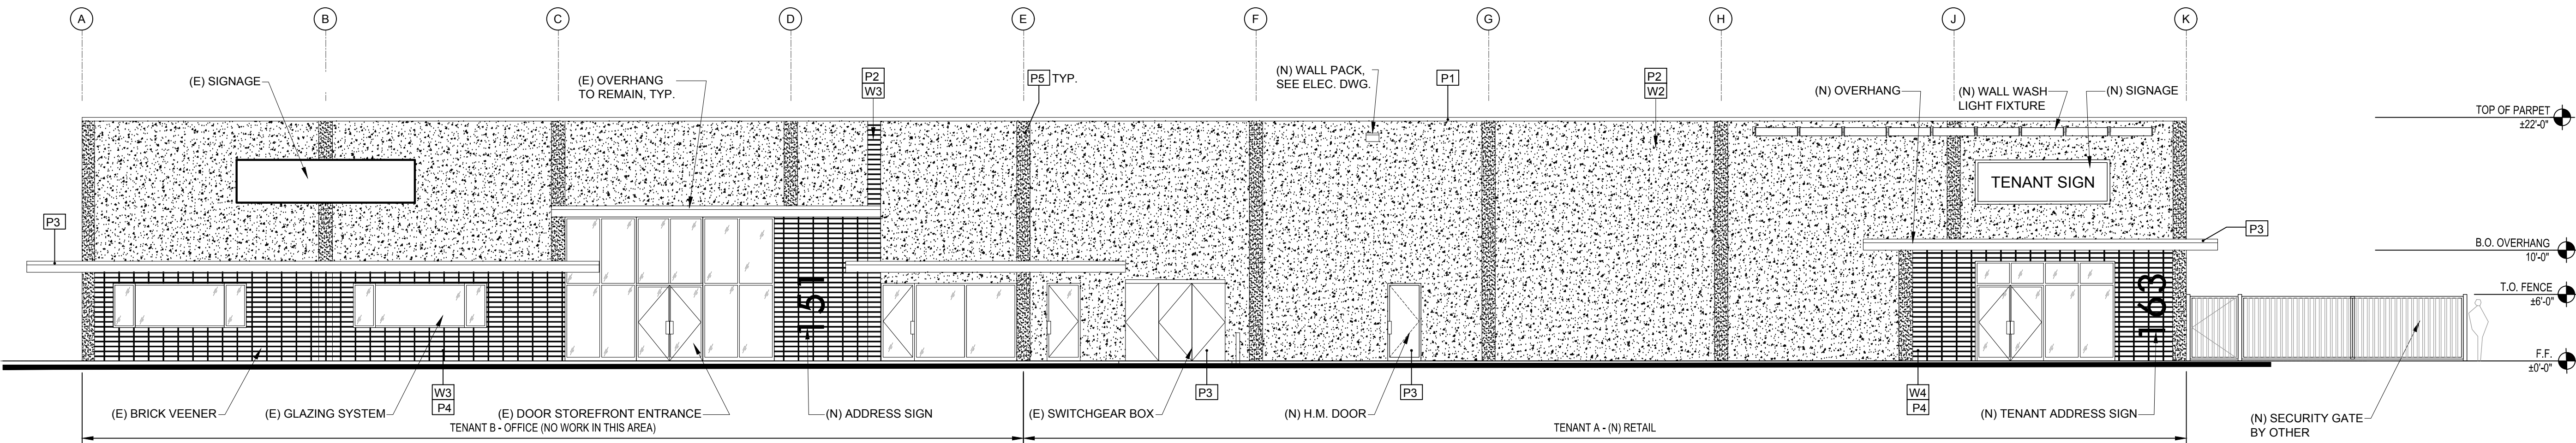 A B C D E F G H J K
(E) SIGNAGE
(E) OVERHANG
TO REMAIN, TYP.
P2
W3
P5 TYP.
(N) WALL PACK,
SEE ELEC. DWG.
P1
P2
W2
(N) OVERHANG
(N) WALL WASH
LIGHT FIXTURE
(N) SIGNAGE
TOP OF PARPET
±22'-0"
TENANT SIGN
P3
P3
B.O. OVERHANG
10'-0"
T.O. FENCE
±6'-0"
1651
1663
F.F.
±0'-0"
W3
P4
P3
P3
W4
P4
(E) BRICK VEENER
(E) GLAZING SYSTEM
(E) DOOR STOREFRONT ENTRANCE
(N) ADDRESS SIGN
(E) SWITCHGEAR BOX
(N) H.M. DOOR
(N) TENANT ADDRESS SIGN
(N) SECURITY GATE
BY OTHER
TENANT B - OFFICE (NO WORK IN THIS AREA)
TENANT A - (N) RETAIL